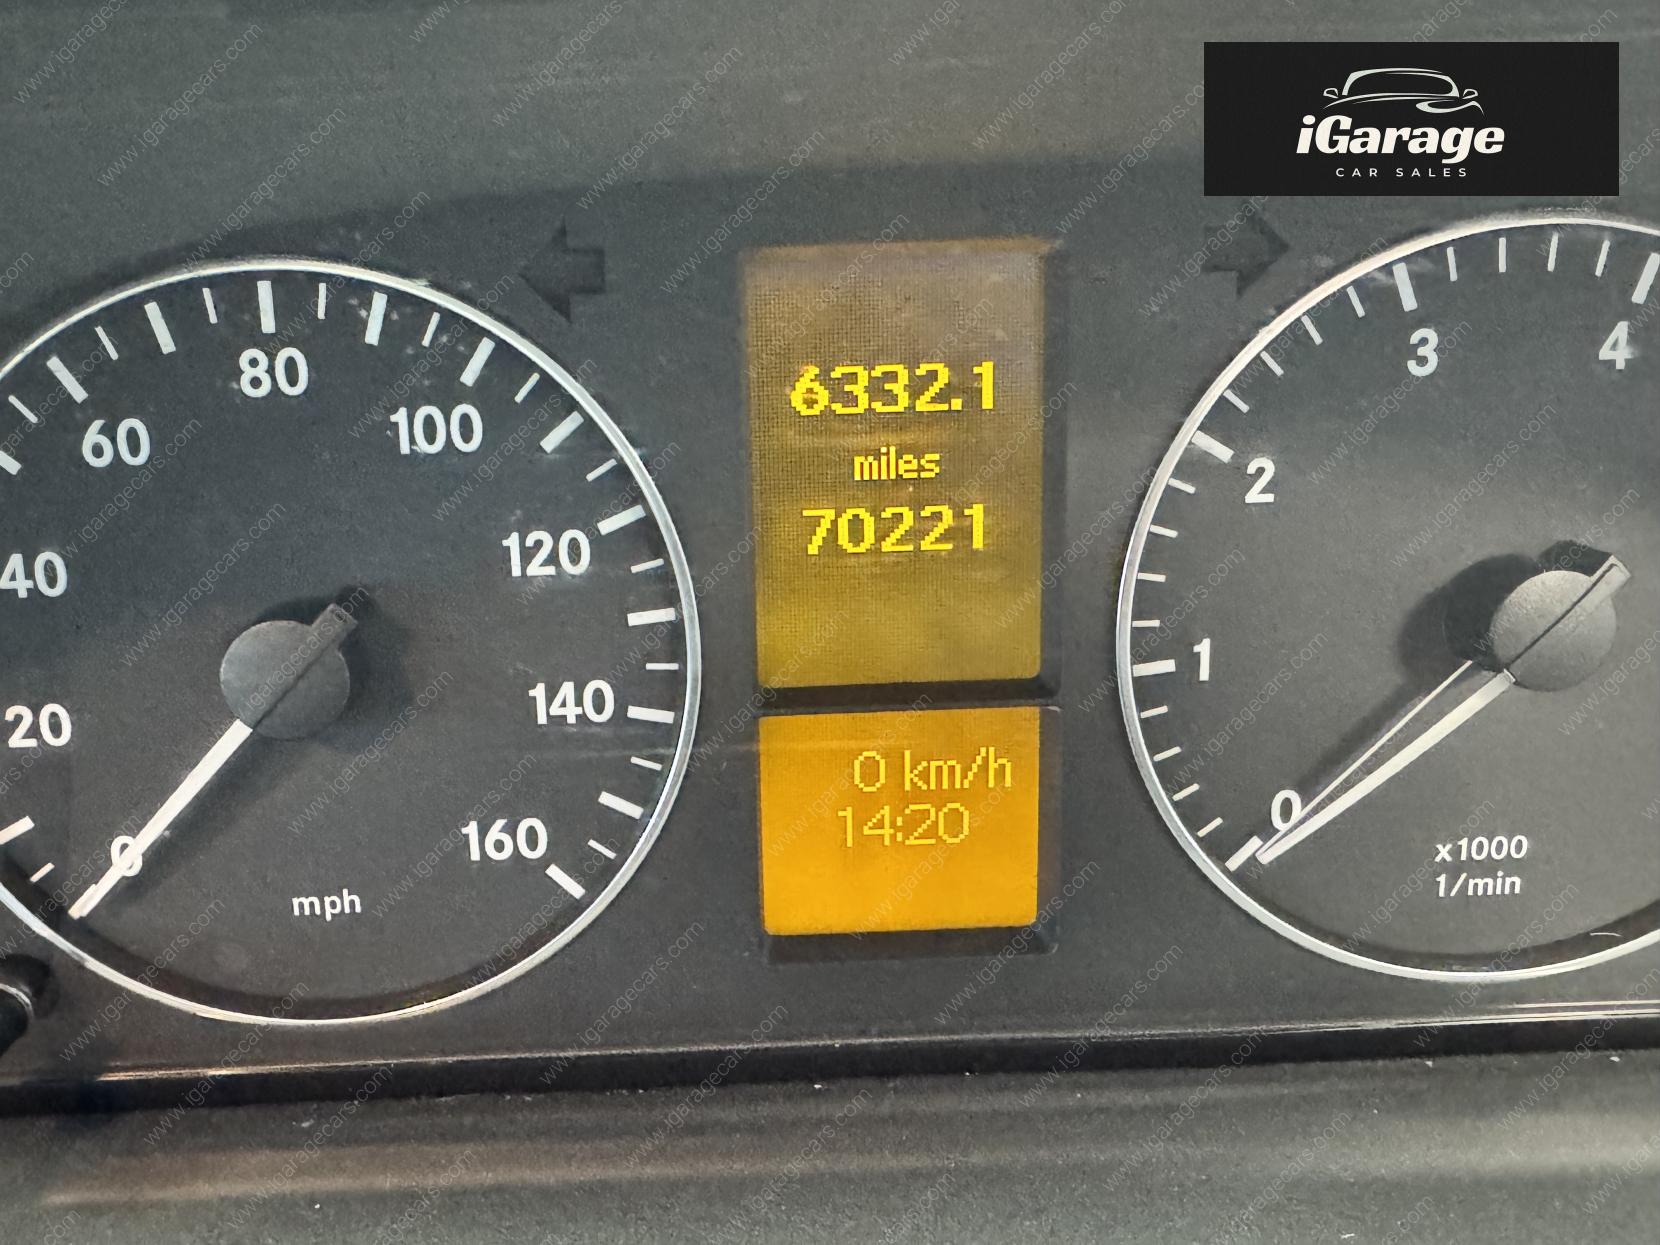 iGarage
CAR SALES
20
40
60
80
100
120
140
160
0
mph
6332.1
miles
70221
0 km/h
14:20
0
1
2
3
4
x1000
1/min
www.igaragecars.com